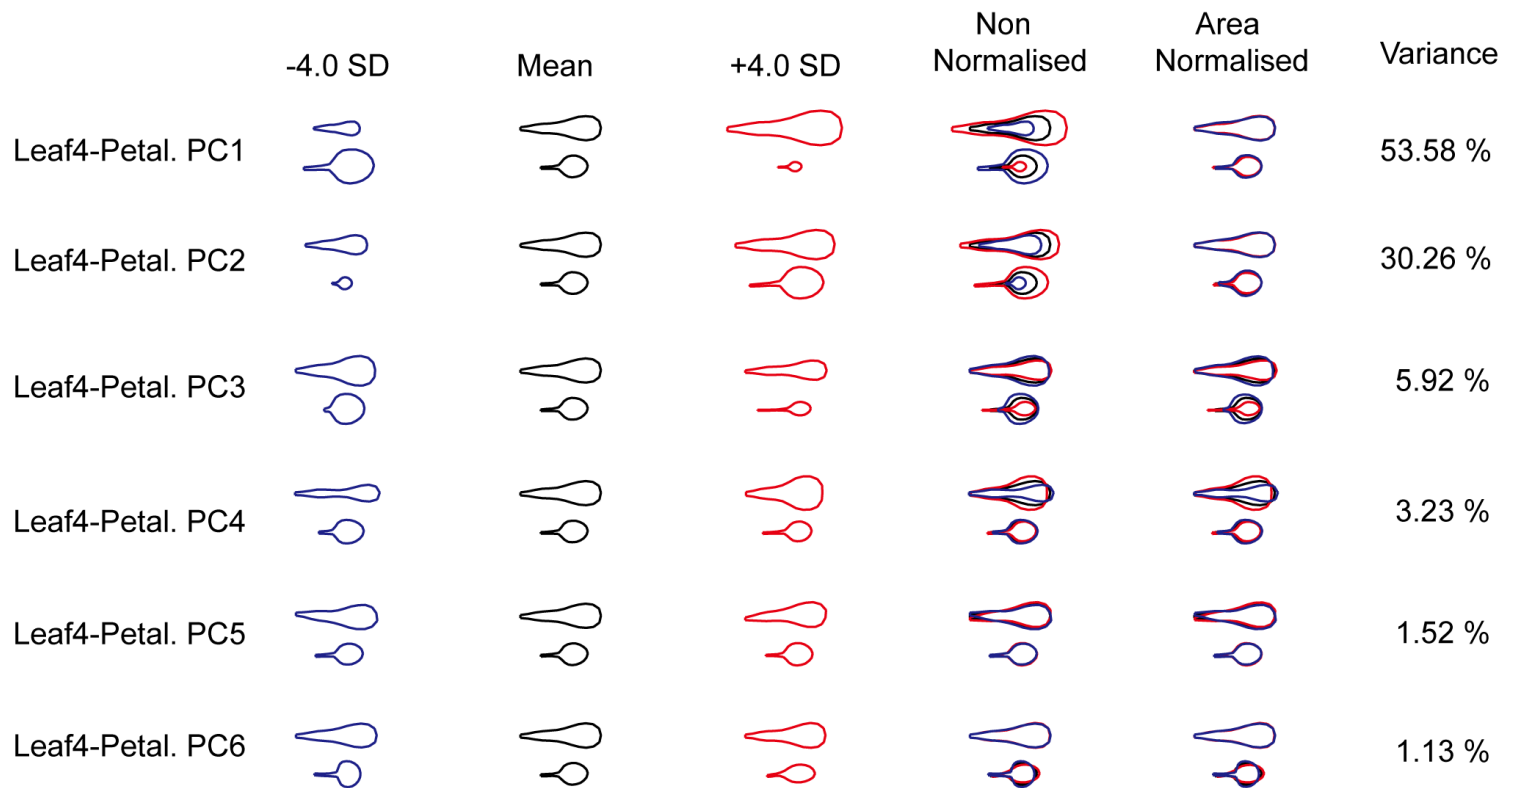 -4.0 SD
Mean
+4.0 SD
Non
Normalised
Area
Normalised
Variance
Leaf4-Petal. PC1
53.58 %
Leaf4-Petal. PC2
30.26 %
Leaf4-Petal. PC3
5.92 %
Leaf4-Petal. PC4
3.23 %
Leaf4-Petal. PC5
1.52 %
Leaf4-Petal. PC6
1.13 %